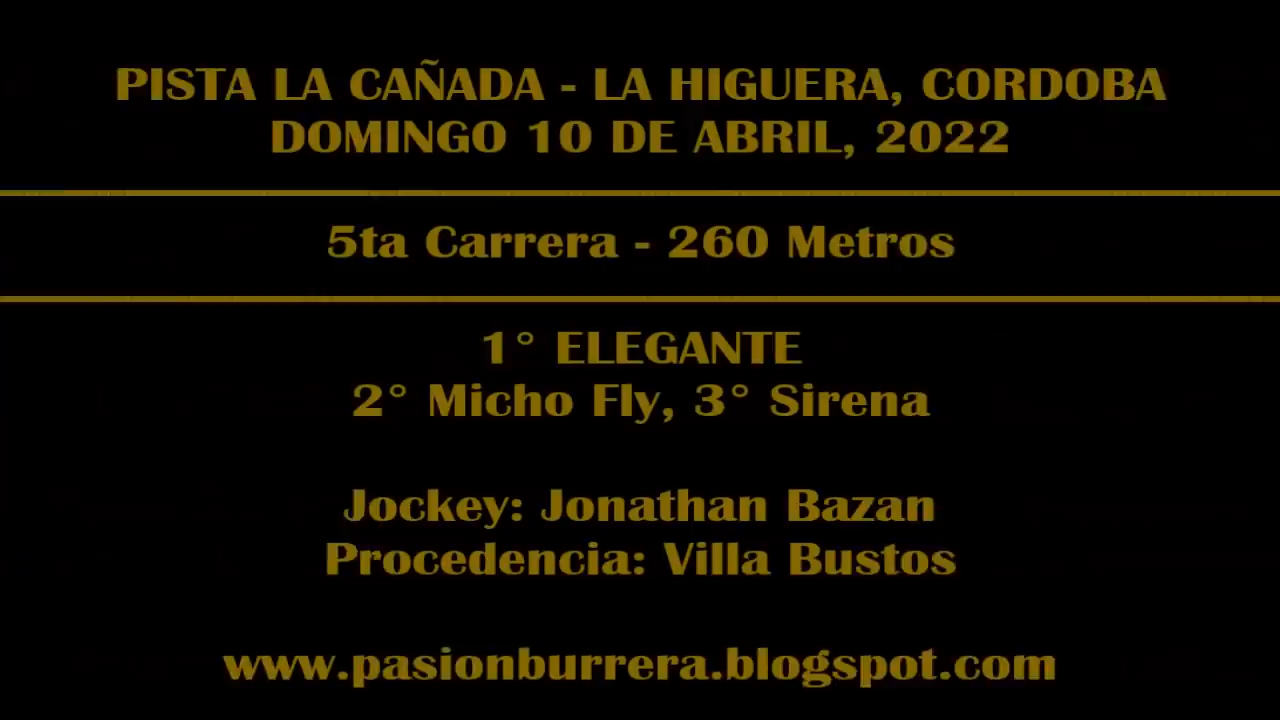 PISTA LA CAÑADA - LA HIGUERA, CORDOBA
DOMINGO 10 DE ABRIL, 2022
5ta Carrera - 260 Metros
1° ELEGANTE
2° Micho Fly, 3° Sirena
Jockey: Jonathan Bazan
Procedencia: Villa Bustos
www.pasionburrera.blogspot.com